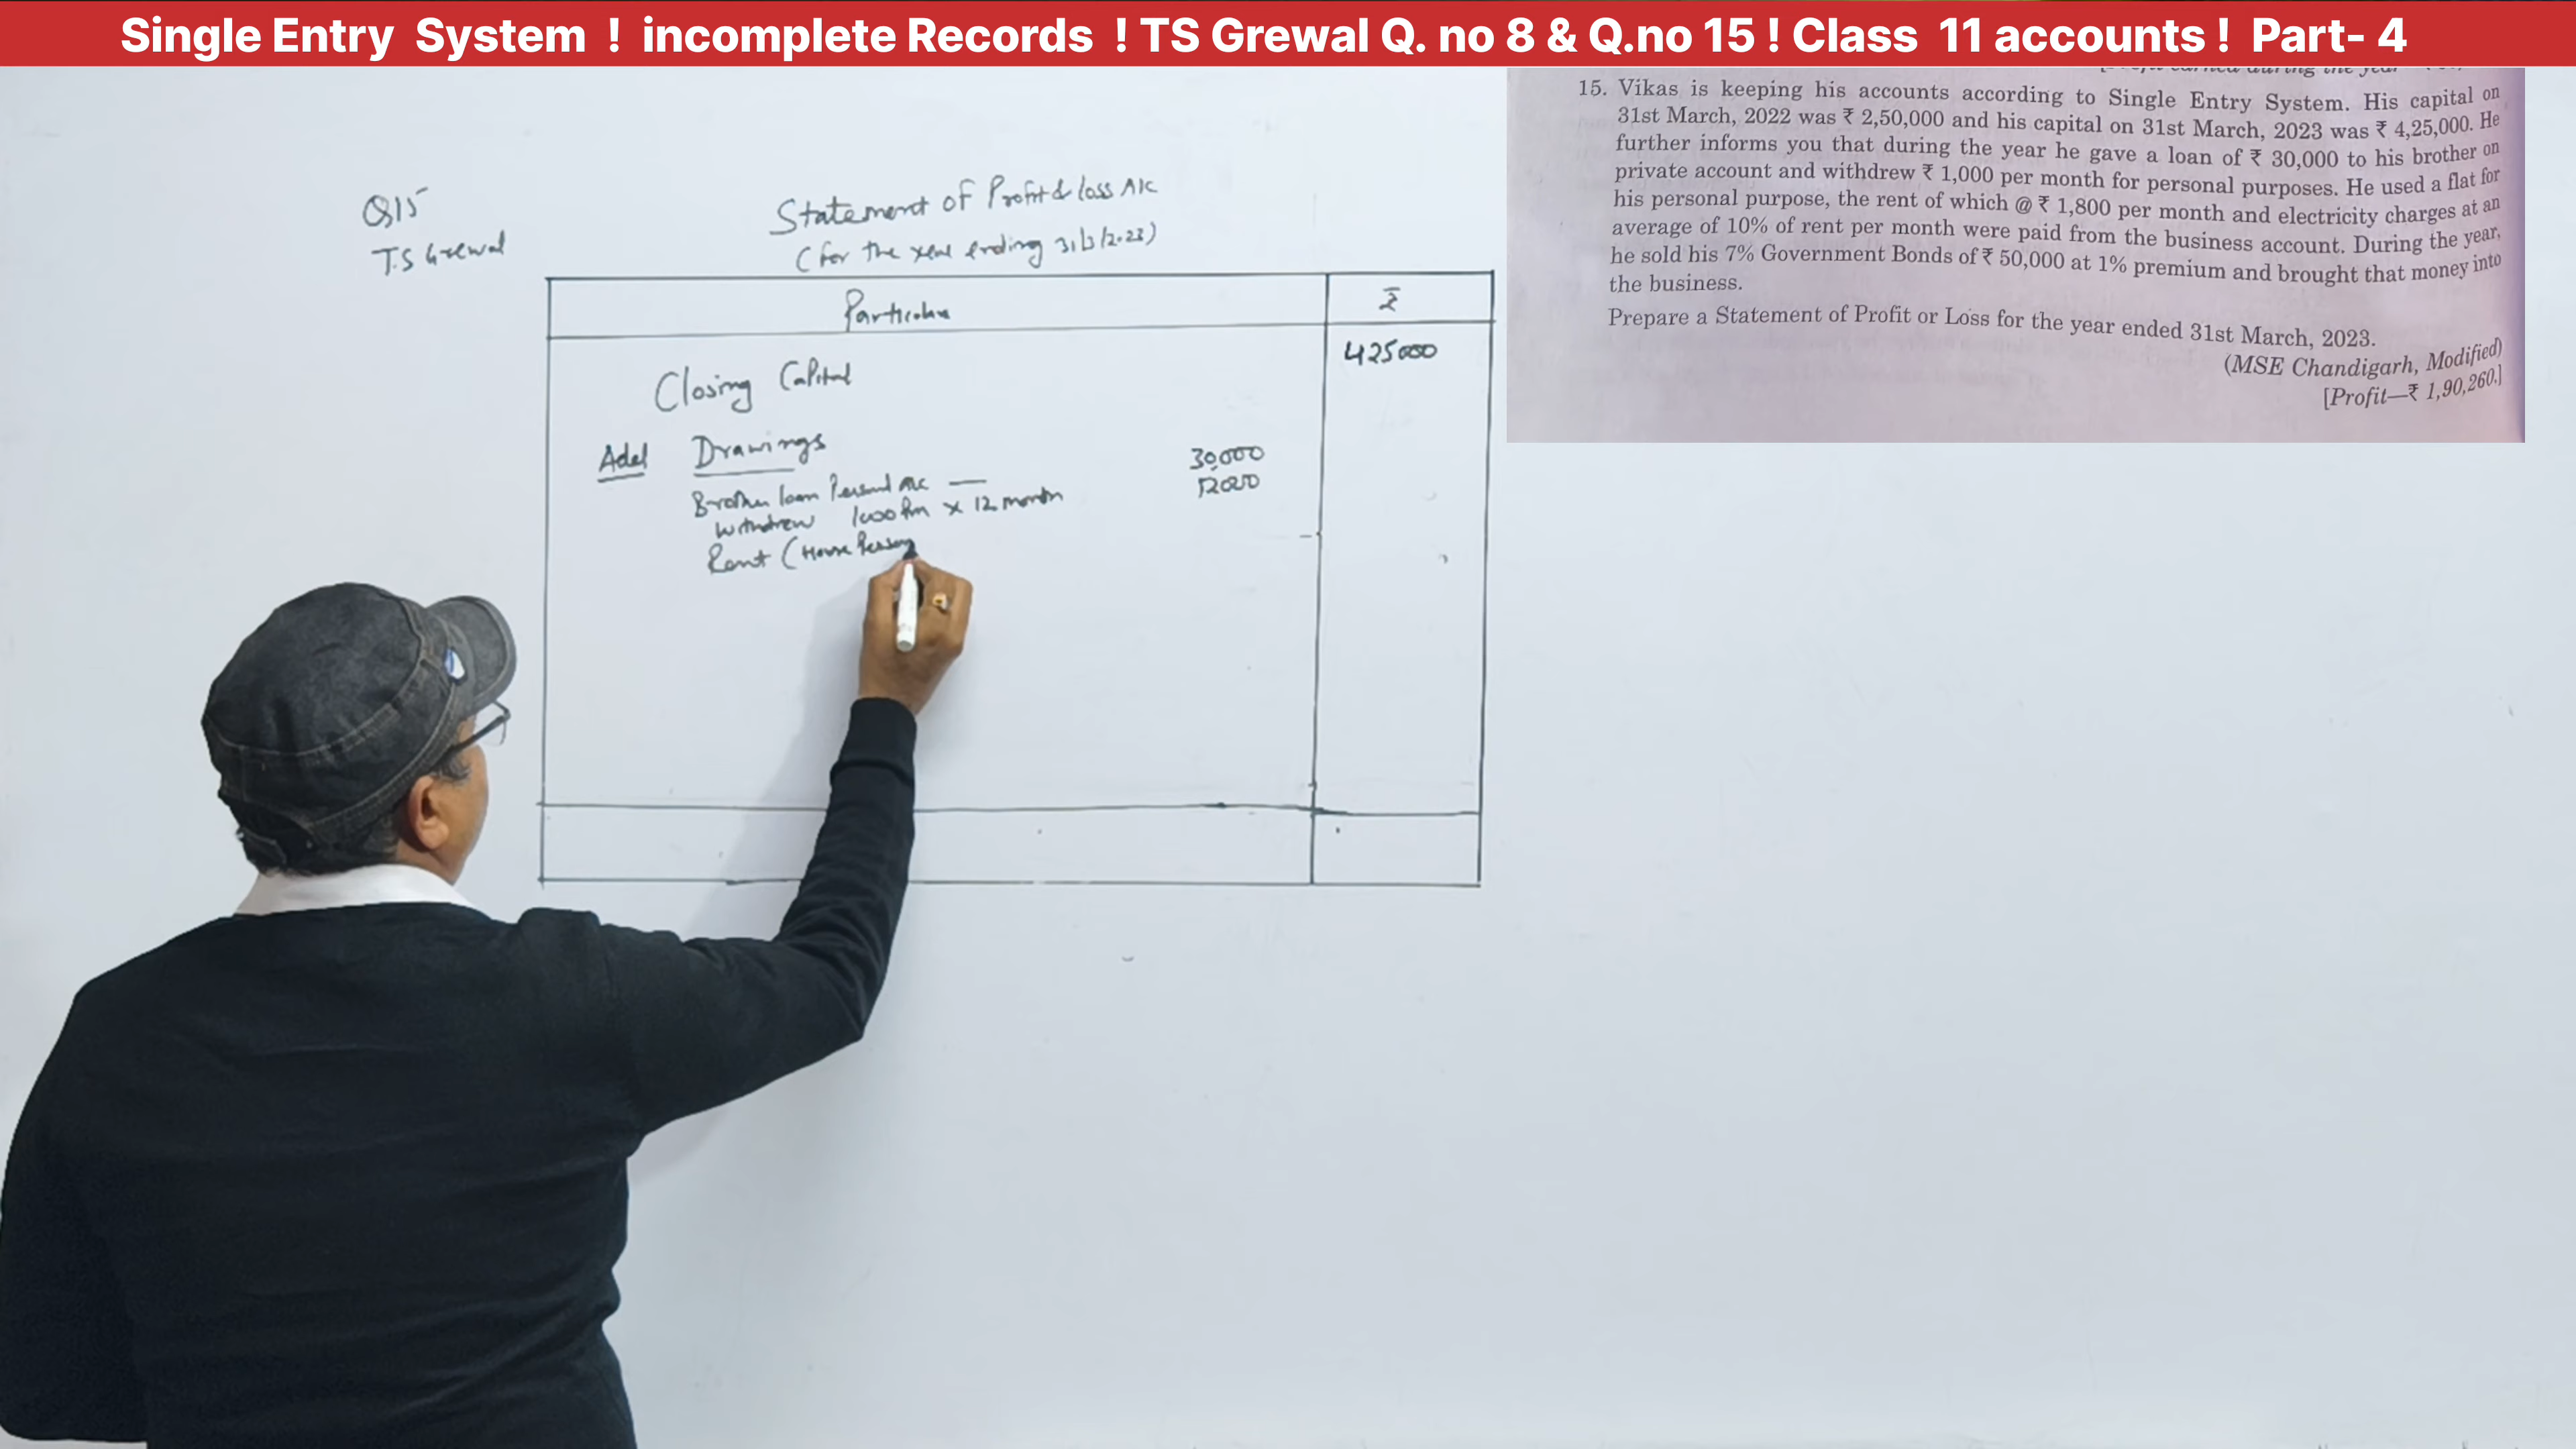 Single Entry System ! incomplete Records ! TS Grewal Q. no 8 & Q.no 15 ! Class 11 accounts ! Part- 4
15. Vikas is keeping his accounts according to Single Entry System. His capital on
31st March, 2022 was ₹ 2,50,000 and his capital on 31st March, 2023 was ₹ 4,25,000. He
further informs you that during the year he gave a loan of ₹ 30,000 to his brother on
private account and withdrew ₹ 1,000 per month for personal purposes. He used a flat for
his personal purpose, the rent of which @ ₹ 1,800 per month and electricity charges at an
average of 10% of rent per month were paid from the business account. During the year,
he sold his 7% Government Bonds of ₹ 50,000 at 1% premium and brought that money into
the business.
Prepare a Statement of Profit or Loss for the year ended 31st March, 2023.
(MSE Chandigarh, Modified)
[Profit—₹ 1,90,260.]
Q15
T.S Grewal
Statement of Profit & loss A/c
(for the year ending 31/3/2023)
Particular ₹
Closing Capital 425000
Add Drawings
Brother loan Personal A/c — 30,000
Withdrew 1000 Pm x 12 month 12000
Rent (House